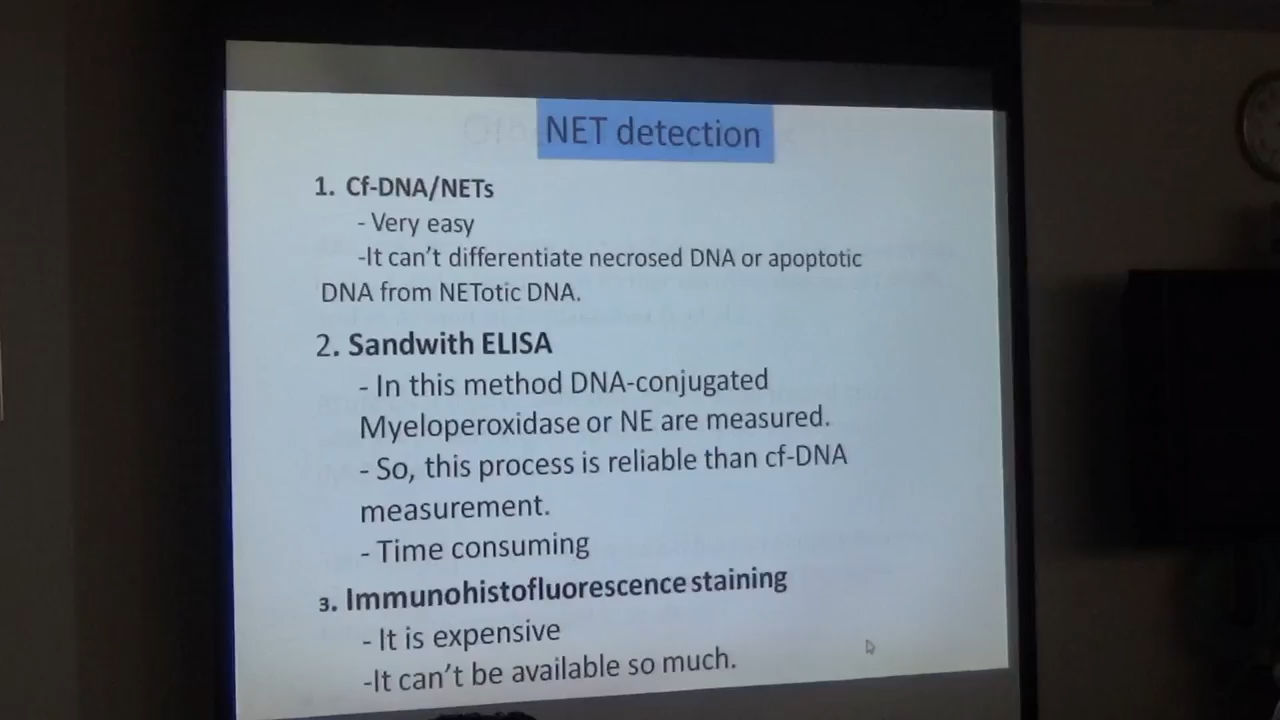 NET detection
1. Cf-DNA/NETs
- Very easy
-It can't differentiate necrosed DNA or apoptotic
DNA from NETotic DNA.
2. Sandwith ELISA
- In this method DNA-conjugated
Myeloperoxidase or NE are measured.
- So, this process is reliable than cf-DNA
measurement.
- Time consuming
3. Immunohistofluorescence staining
- It is expensive
-It can't be available so much.